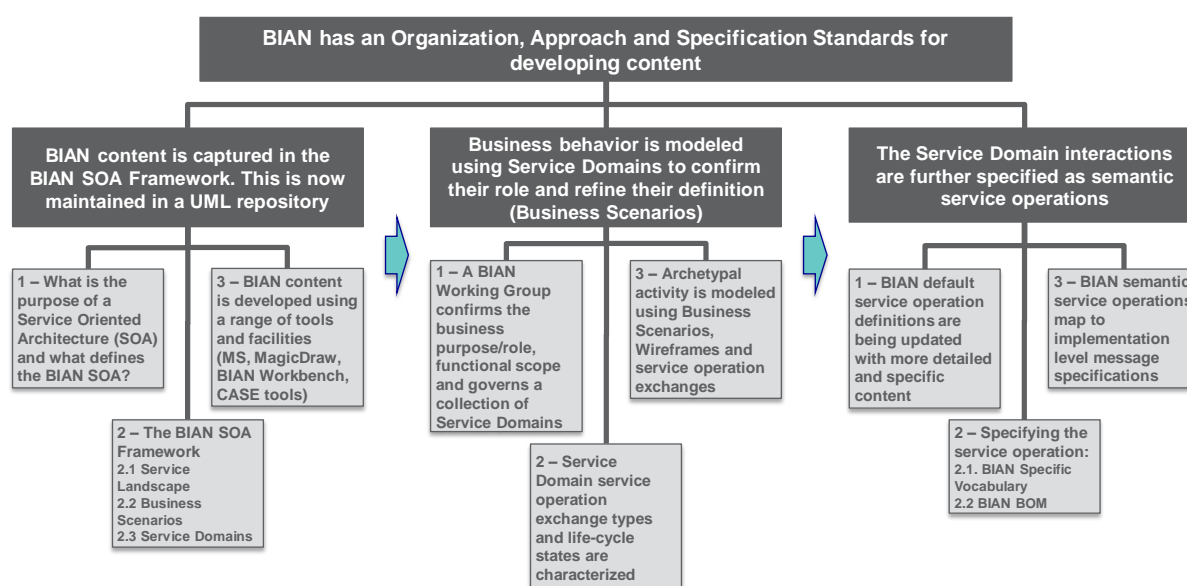 BIAN has an Organization, Approach and Specification Standards for
developing content
BIAN content is captured in the
BIAN SOA Framework. This is now
maintained in a UML repository
Business behavior is modeled
using Service Domains to confirm
their role and refine their definition
(Business Scenarios)
The Service Domain interactions
are further specified as semantic
service operations
1 – What is the
purpose of a
Service Oriented
Architecture (SOA)
and what defines
the BIAN SOA?
3 – BIAN content
is developed using
a range of tools
and facilities
(MS, MagicDraw,
BIAN Workbench,
CASE tools)
2 – The BIAN SOA
Framework
2.1 Service
Landscape
2.2 Business
Scenarios
2.3 Service Domains
1 – A BIAN
Working Group
confirms the
business
purpose/role,
functional scope
and governs a
collection of
Service Domains
3 – Archetypal
activity is modeled
using Business
Scenarios,
Wireframes and
service operation
exchanges
2 – Service
Domain service
operation
exchange types
and life-cycle
states are
characterized
1 – BIAN default
service operation
definitions are
being updated
with more detailed
and specific
content
3 – BIAN semantic
service operations
map to
implementation
level message
specifications
2 – Specifying the
service operation:
2.1. BIAN Specific
Vocabulary
2.2 BIAN BOM